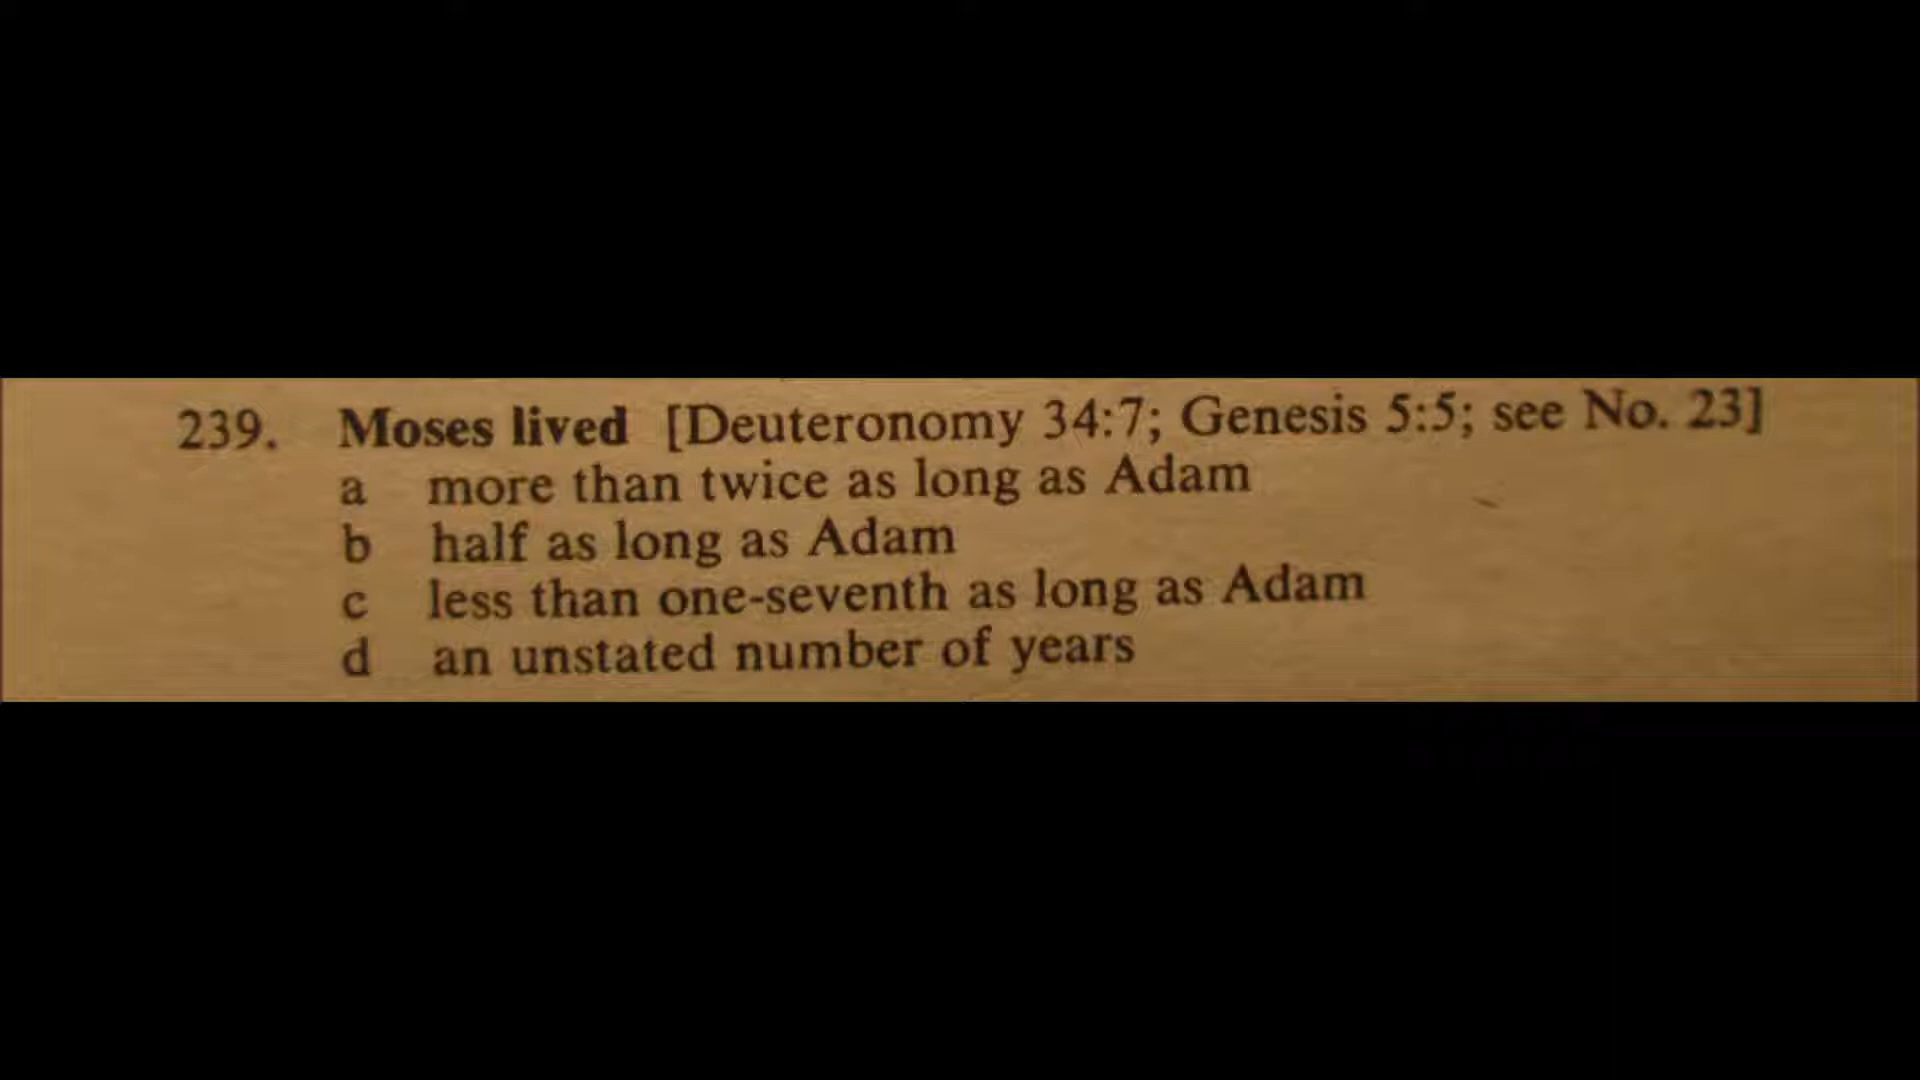 239. Moses lived [Deuteronomy 34:7; Genesis 5:5; see No. 23]
a more than twice as long as Adam
b half as long as Adam
c less than one-seventh as long as Adam
d an unstated number of years